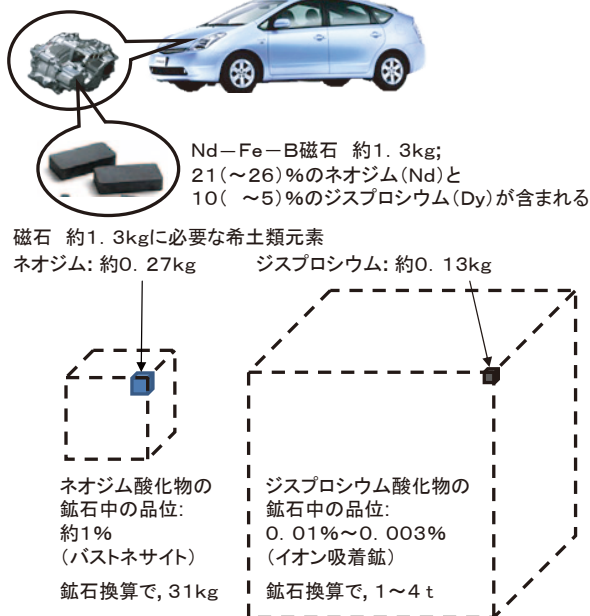 Nd－Fe－B磁石　約1．3kg；
21(～26)%のネオジム(Nd)と
10(　～5)%のジスプロシウム(Dy)が含まれる
磁石　約1．3kgに必要な希土類元素
ネオジム：約0．27kg
ジスプロシウム：約0．13kg
ネオジム酸化物の
鉱石中の品位：
約1%
（バストネサイト）
鉱石換算で，31kg
ジスプロシウム酸化物の
鉱石中の品位：
0．01%～0．003%
（イオン吸着鉱）
鉱石換算で，1～4ｔ